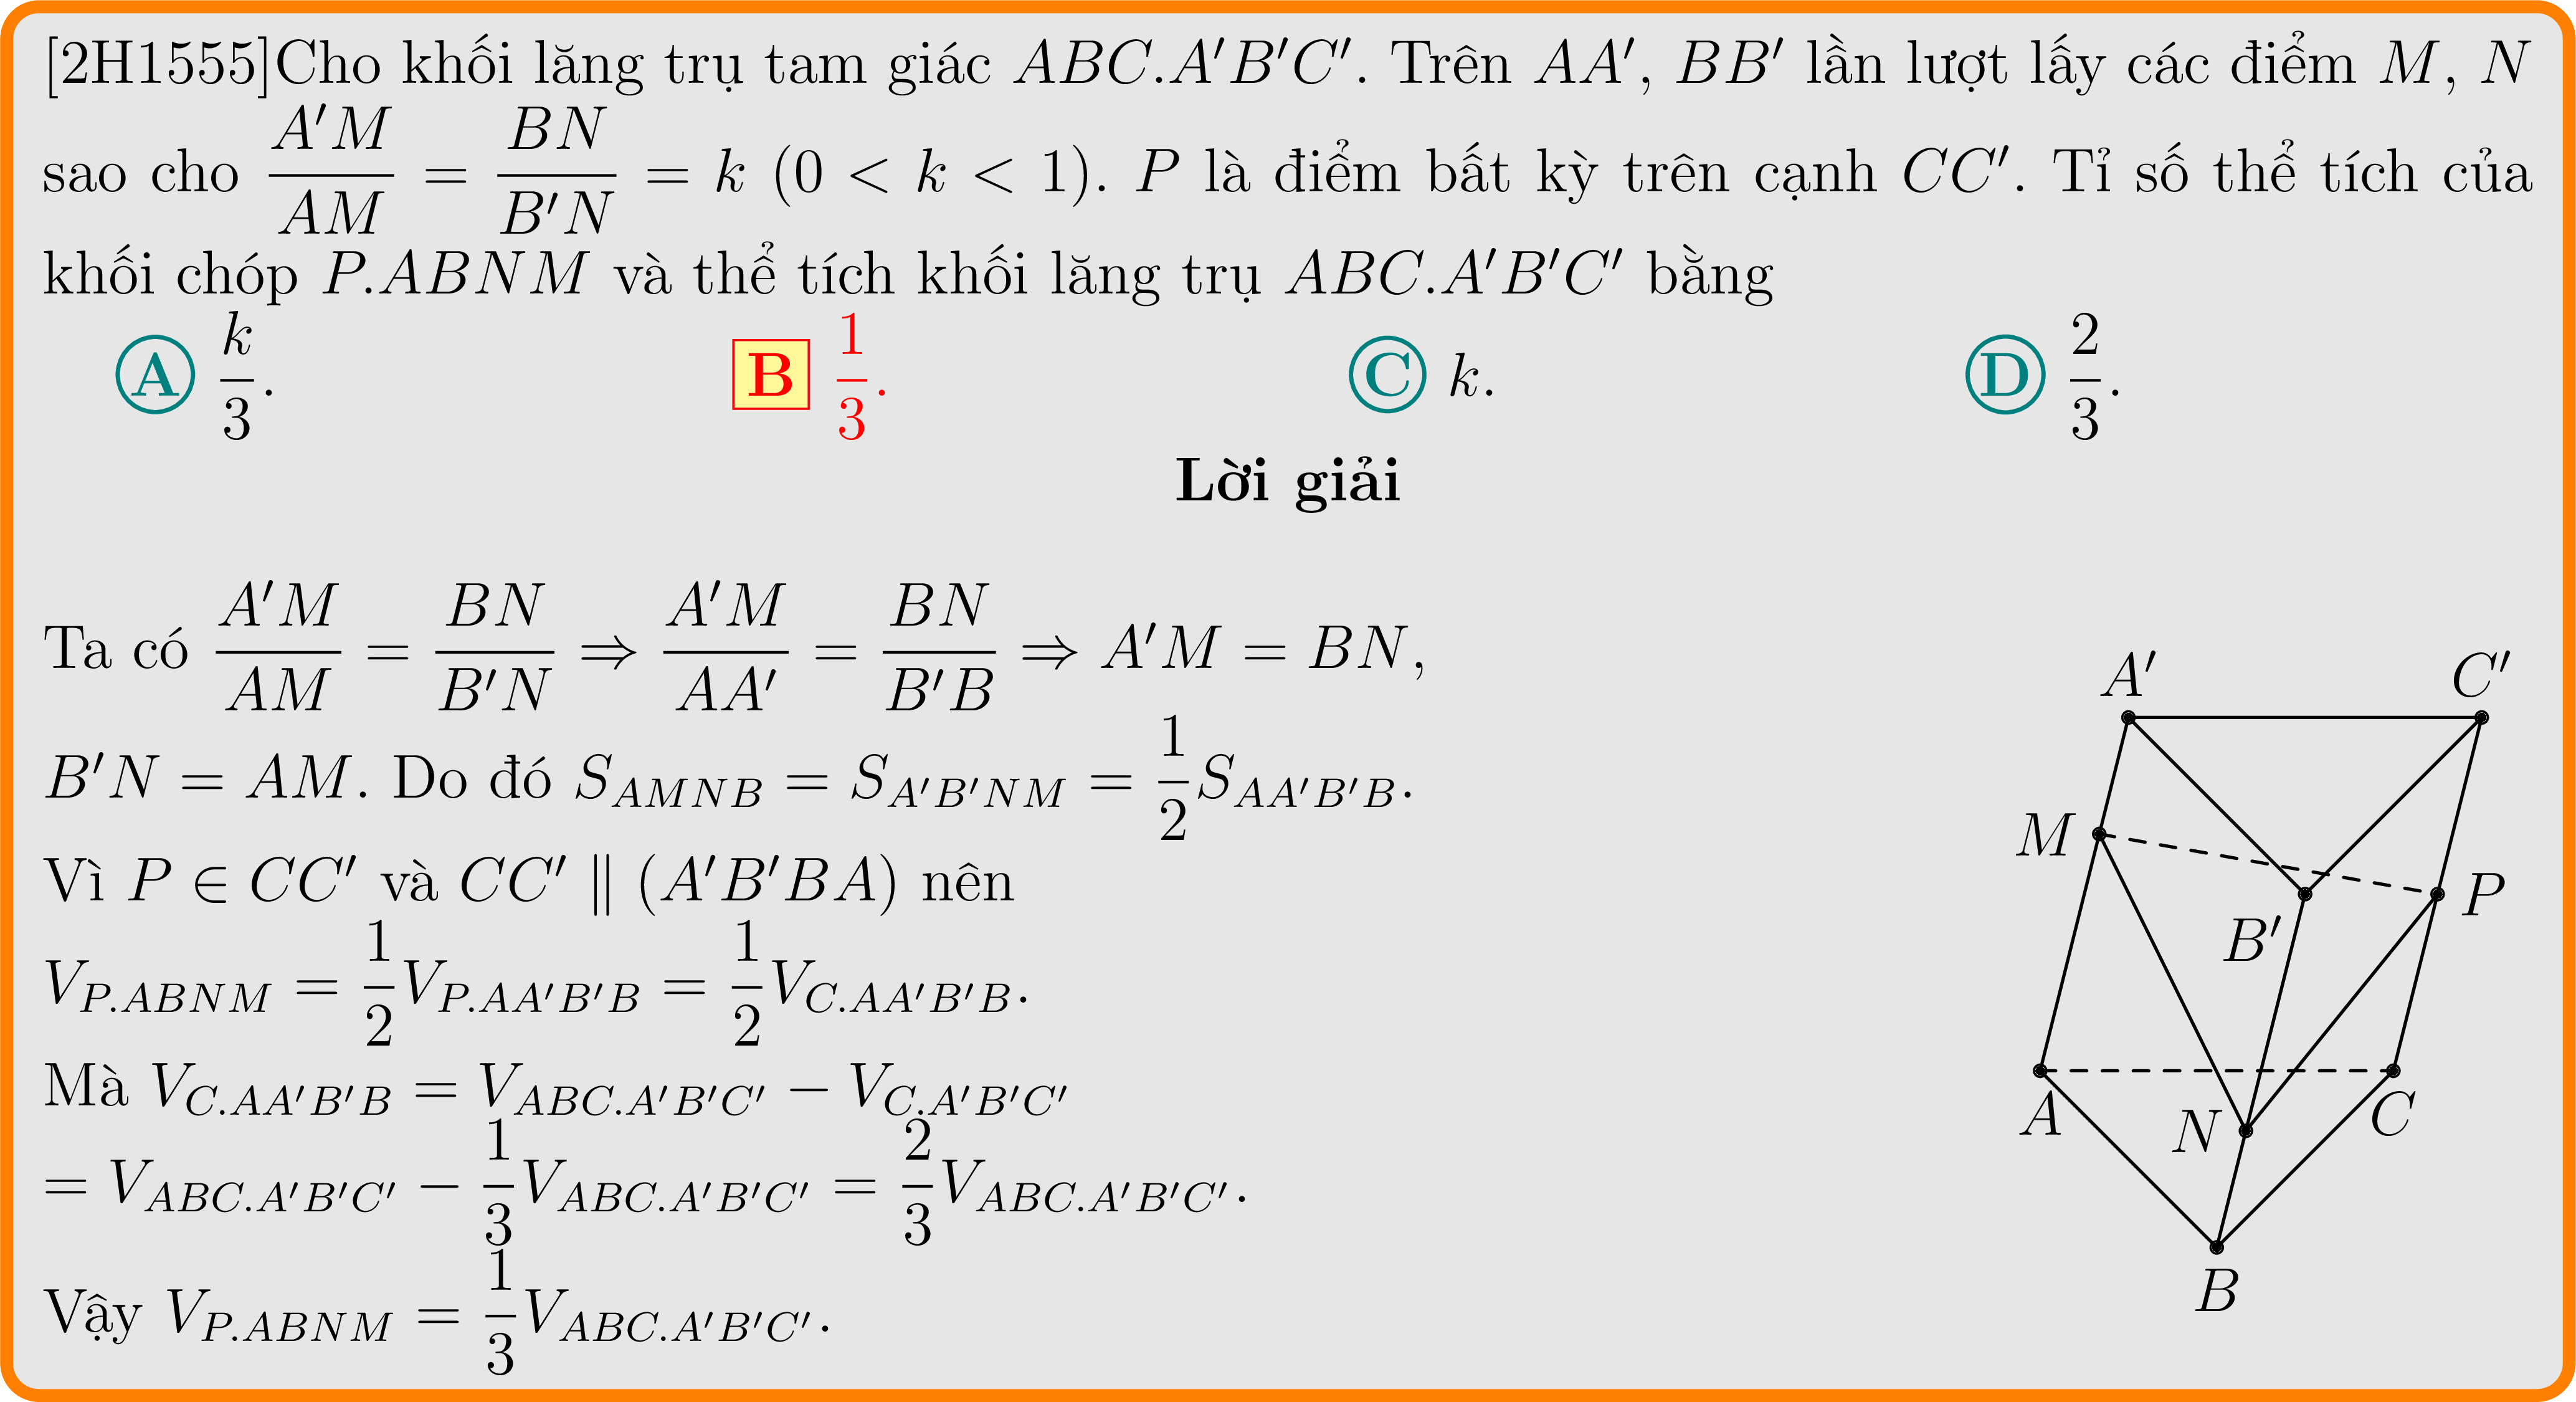 [2H1555]Cho khối lăng trụ tam giác ABC.A′B′C′. Trên AA′, BB′ lần lượt lấy các điểm M, N
sao cho \frac{A′M}{AM} = \frac{BN}{B′N} = k (0 < k < 1). P là điểm bất kỳ trên cạnh CC′. Tỉ số thể tích của
khối chóp P.ABNM và thể tích khối lăng trụ ABC.A′B′C′ bằng
A \frac{k}{3}. B \frac{1}{3}. C k. D \frac{2}{3}.
Lời giải
Ta có \frac{A′M}{AM} = \frac{BN}{B′N} ⇒ \frac{A′M}{AA′} = \frac{BN}{B′B} ⇒ A′M = BN,
B′N = AM. Do đó S_{AMNB} = S_{A′B′NM} = \frac{1}{2}S_{AA′B′B}.
Vì P ∈ CC′ và CC′ ∥ (A′B′BA) nên
V_{P.ABNM} = \frac{1}{2}V_{P.AA′B′B} = \frac{1}{2}V_{C.AA′B′B}.
Mà V_{C.AA′B′B} = V_{ABC.A′B′C′} − V_{C.A′B′C′}
= V_{ABC.A′B′C′} − \frac{1}{3}V_{ABC.A′B′C′} = \frac{2}{3}V_{ABC.A′B′C′}.
Vậy V_{P.ABNM} = \frac{1}{3}V_{ABC.A′B′C′}.
A′ C′
M
P
B′
A N C
B